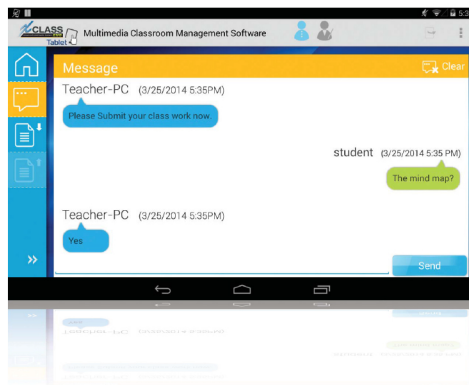 5:3
CLASS
Tablet
Multimedia Classroom Management Software
Message
Clear
Teacher-PC (3/25/2014 5:35PM)
Please Submit your class work now.
student (3/25/2014 5:35 PM)
The mind map?
Teacher-PC (3/25/2014 5:35PM)
Yes
Send